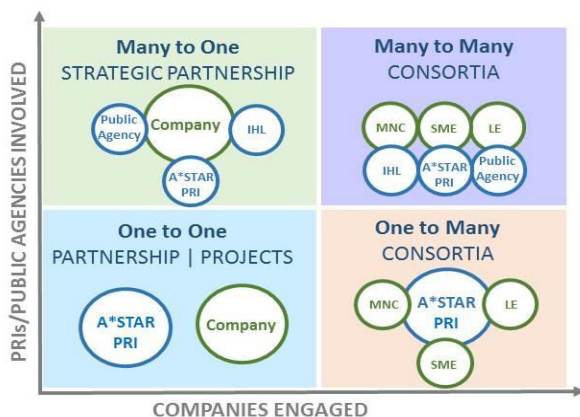 PRIs/PUBLIC AGENCIES INVOLVED
Many to One
STRATEGIC PARTNERSHIP
Public
Agency
Company
IHL
A*STAR
PRI
Many to Many
CONSORTIA
MNC
SME
LE
IHL
A*STAR
PRI
Public
Agency
One to One
PARTNERSHIP | PROJECTS
A*STAR
PRI
Company
One to Many
CONSORTIA
MNC
A*STAR
PRI
LE
SME
COMPANIES ENGAGED